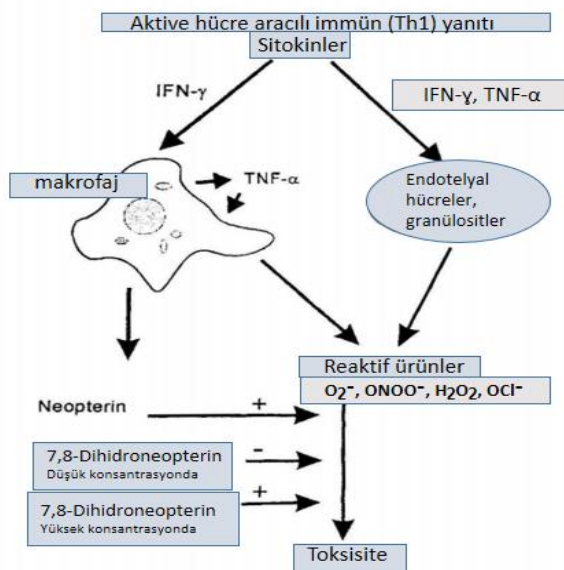 Aktive hücre aracılı immün (Th1) yanıtı
Sitokinler
IFN-γ
IFN-ɣ, TNF-α
makrofaj
TNF-α
Endotelyal
hücreler,
granülositler
Reaktif ürünler
O₂⁻, ONOO⁻, H₂O₂, OCl⁻
Neopterin
+
7,8-Dihidroneopterin
Düşük konsantrasyonda
-
7,8-Dihidroneopterin
Yüksek konsantrasyonda
+
Toksisite